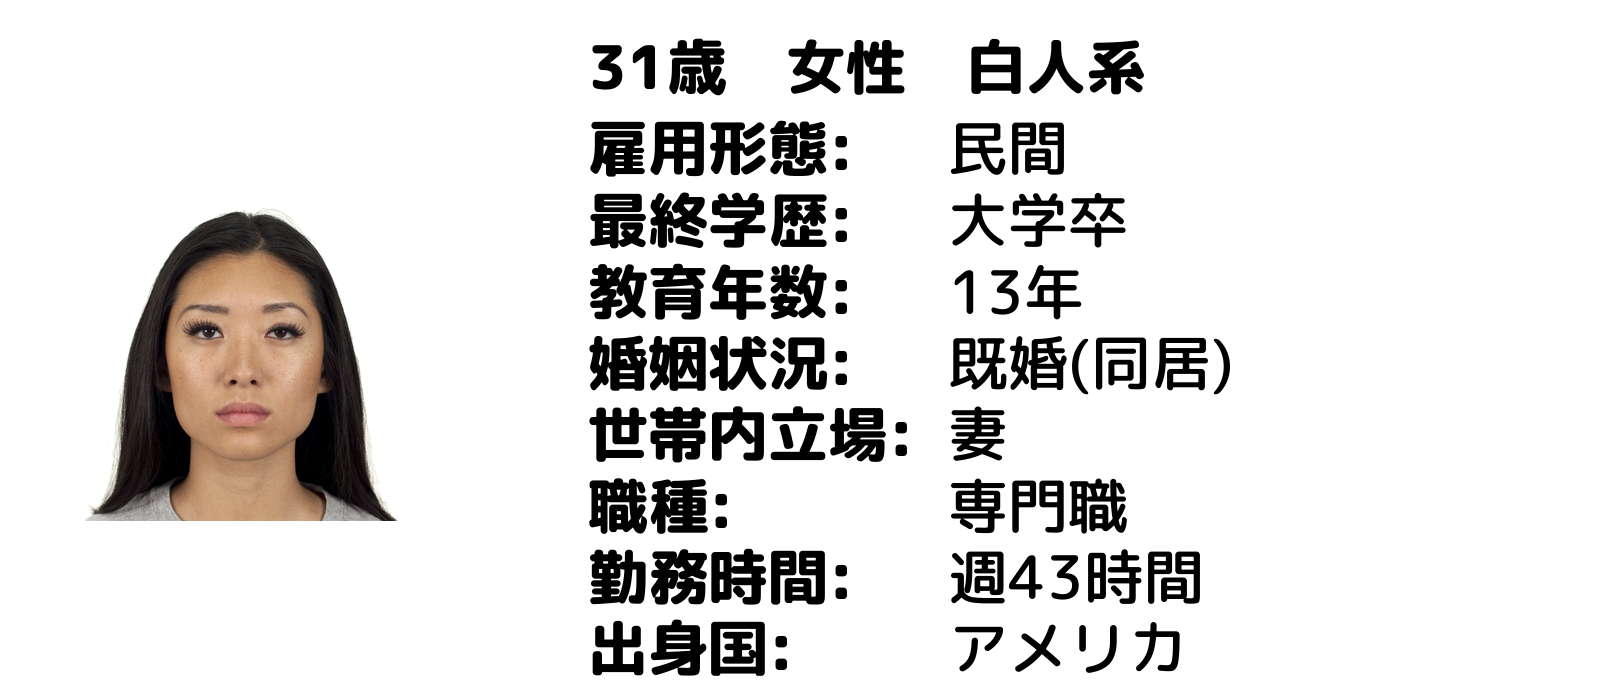 31歳　女性　白人系
雇用形態: 民間
最終学歴: 大学卒
教育年数: 13年
婚姻状況: 既婚(同居)
世帯内立場: 妻
職種: 専門職
勤務時間: 週43時間
出身国: アメリカ